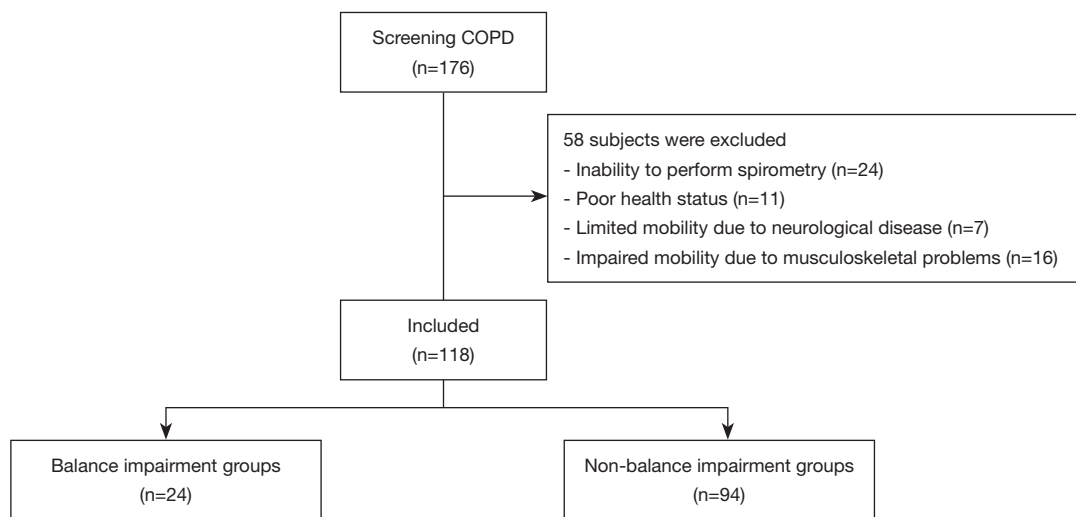 Screening COPD
(n=176)
58 subjects were excluded
- Inability to perform spirometry (n=24)
- Poor health status (n=11)
- Limited mobility due to neurological disease (n=7)
- Impaired mobility due to musculoskeletal problems (n=16)
Included
(n=118)
Balance impairment groups
(n=24)
Non-balance impairment groups
(n=94)